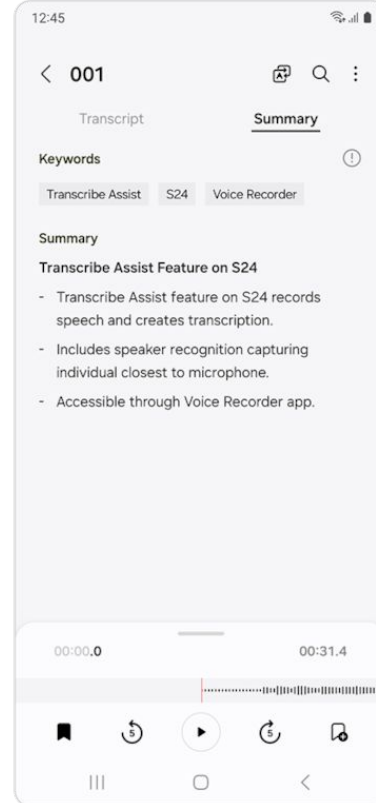 12:45
001
Transcript Summary
Keywords
Transcribe Assist S24 Voice Recorder
Summary
Transcribe Assist Feature on S24
- Transcribe Assist feature on S24 records
speech and creates transcription.
- Includes speaker recognition capturing
individual closest to microphone.
- Accessible through Voice Recorder app.
00:00.0 00:31.4
5 5